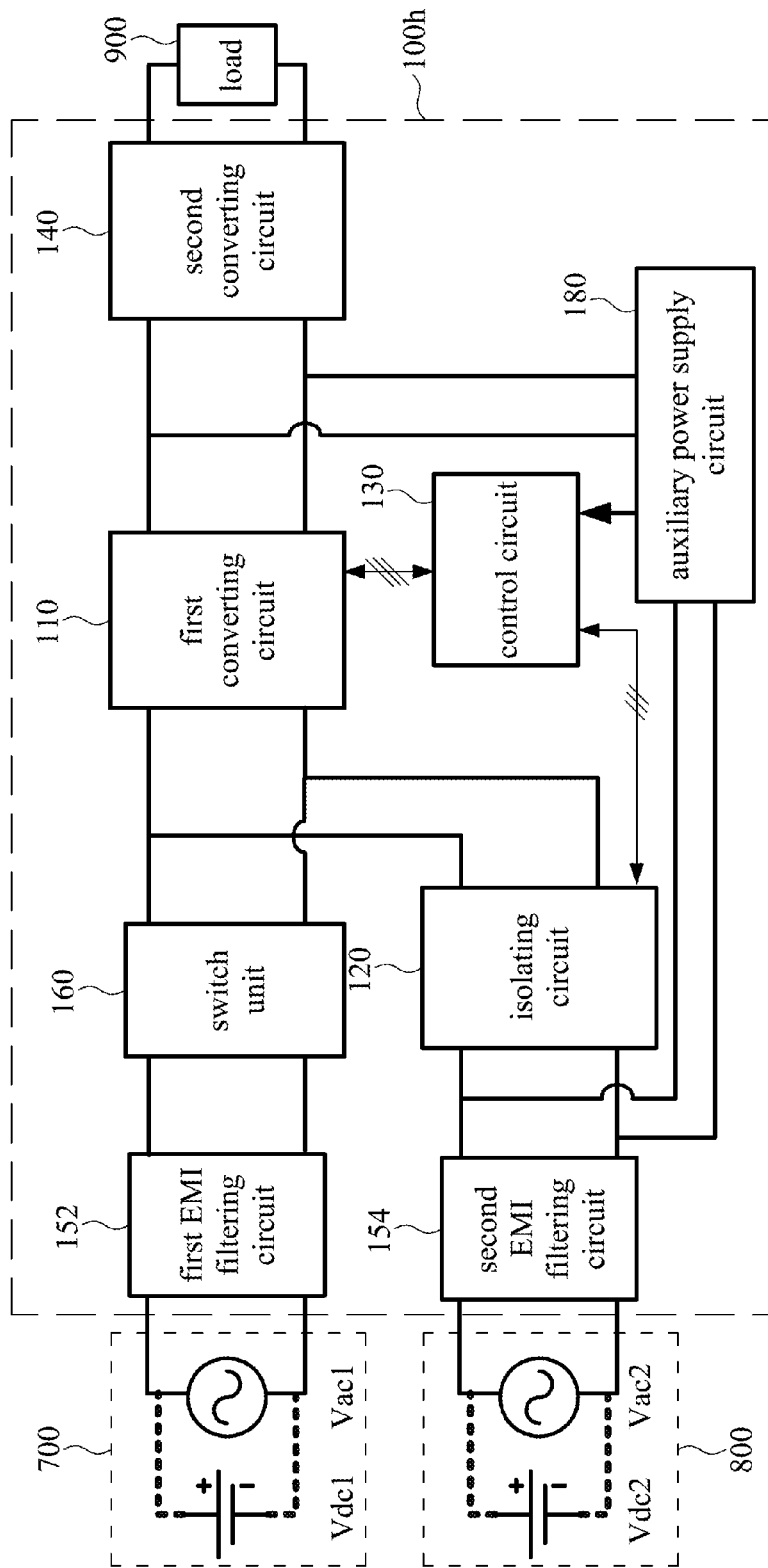 700
Vdc1
Vac1
+
−
152
first EMI
filtering
circuit
160
switch
unit
110
first
converting
circuit
140
second
converting
circuit
900
load
100h
800
Vdc2
Vac2
+
−
154
second
EMI
filtering
circuit
120
isolating
circuit
130
control circuit
180
auxiliary power supply
circuit